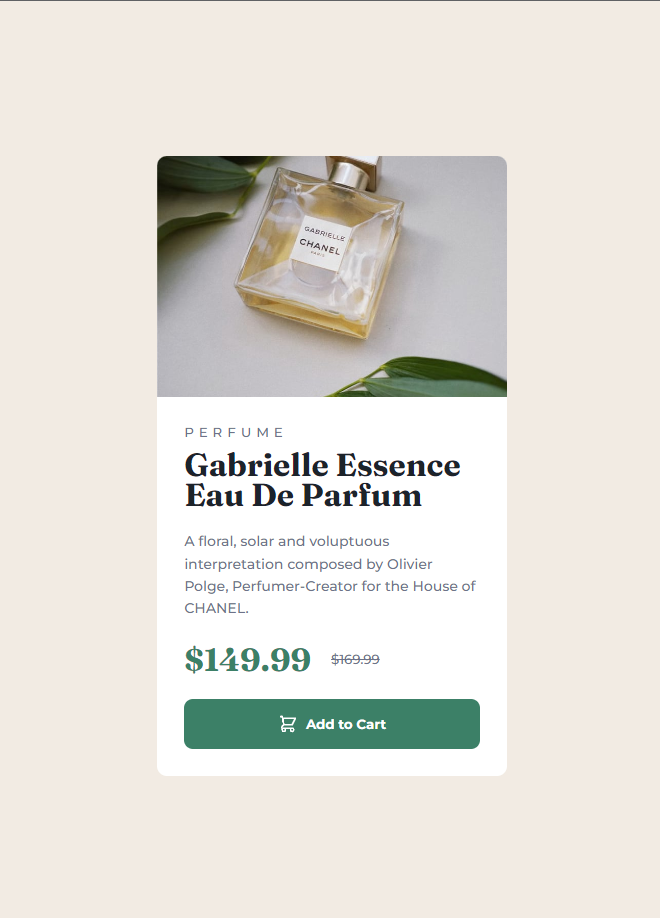 GABRIELLE
CHANEL
PARIS
PERFUME
Gabrielle Essence
Eau De Parfum
A floral, solar and voluptuous
interpretation composed by Olivier
Polge, Perfumer-Creator for the House of
CHANEL.
$149.99 $169.99
Add to Cart